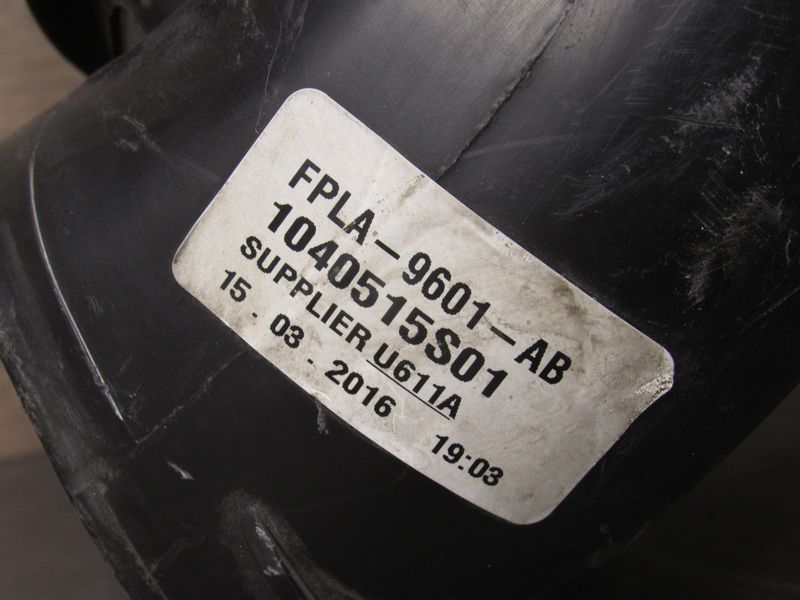 FPLA-9601-AB
1040515S01
SUPPLIER U611A
15-03-2016 19:03